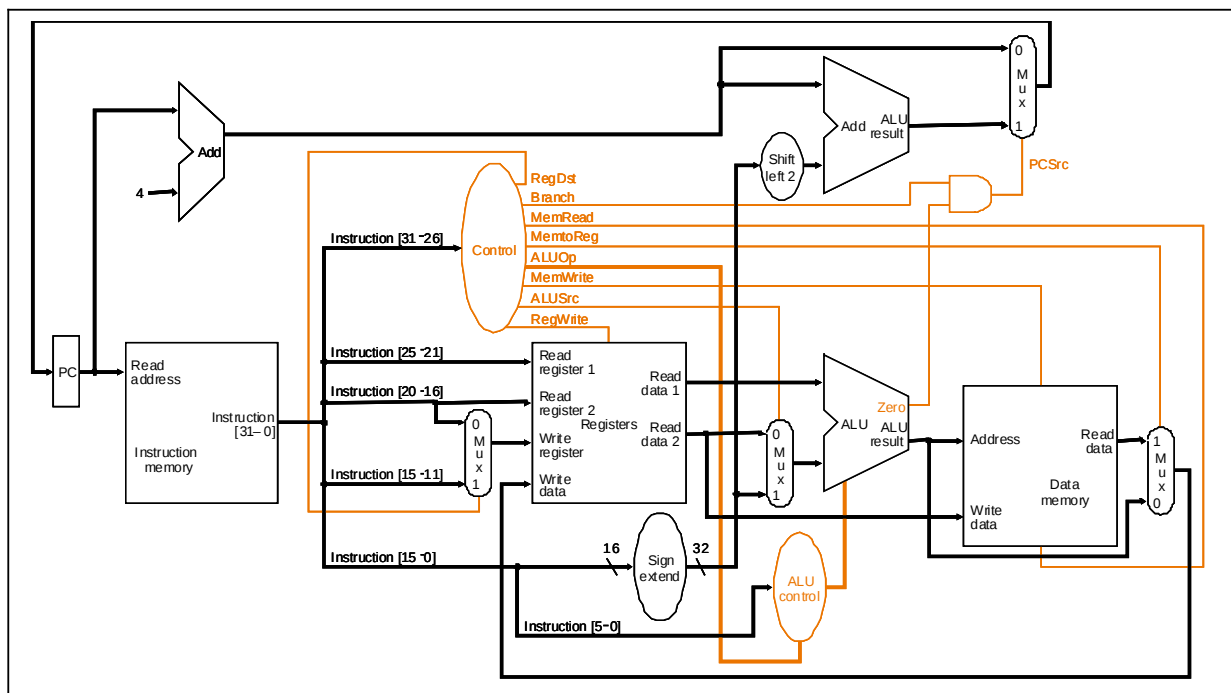 0
M
u
x
1
Add
ALU
result
Add
4
Shift
left 2
PCSrc
RegDst
Branch
MemRead
MemtoReg
ALUOp
MemWrite
ALUSrc
RegWrite
Control
Instruction [31-26]
Instruction [25-21]
Instruction [20-16]
Instruction [15-11]
Instruction [15-0]
Instruction [5-0]
PC
Read
address
Instruction
[31-0]
Instruction
memory
0
M
u
x
1
Read
register 1
Read
register 2
Write
register
Write
data
Registers
Read
data 1
Read
data 2
16
Sign
extend
32
0
M
u
x
1
Zero
ALU
ALU
result
ALU
control
Address
Read
data
Data
memory
Write
data
1
M
u
x
0